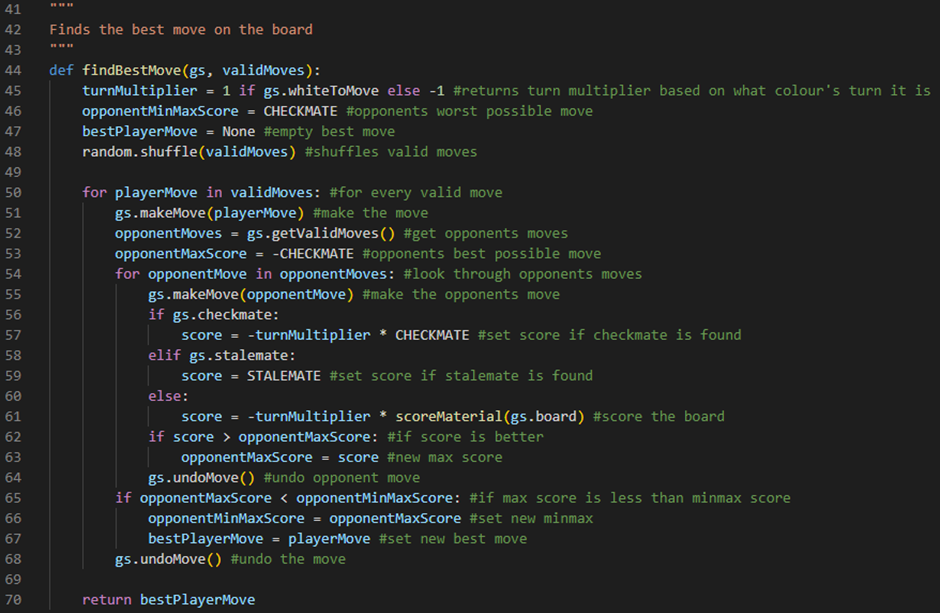 41 """
42 Finds the best move on the board
43 """
44 def findBestMove(gs, validMoves):
45     turnMultiplier = 1 if gs.whiteToMove else -1 #returns turn multiplier based on what colour's turn it is
46     opponentMinMaxScore = CHECKMATE #opponents worst possible move
47     bestPlayerMove = None #empty best move
48     random.shuffle(validMoves) #shuffles valid moves
49
50     for playerMove in validMoves: #for every valid move
51         gs.makeMove(playerMove) #make the move
52         opponentMoves = gs.getValidMoves() #get opponents moves
53         opponentMaxScore = -CHECKMATE #opponents best possible move
54         for opponentMove in opponentMoves: #look through opponents moves
55             gs.makeMove(opponentMove) #make the opponents move
56             if gs.checkmate:
57                 score = -turnMultiplier * CHECKMATE #set score if checkmate is found
58             elif gs.stalemate:
59                 score = STALEMATE #set score if stalemate is found
60             else:
61                 score = -turnMultiplier * scoreMaterial(gs.board) #score the board
62             if score > opponentMaxScore: #if score is better
63                 opponentMaxScore = score #new max score
64             gs.undoMove() #undo opponent move
65         if opponentMaxScore < opponentMinMaxScore: #if max score is less than minmax score
66             opponentMinMaxScore = opponentMaxScore #set new minmax
67             bestPlayerMove = playerMove #set new best move
68         gs.undoMove() #undo the move
69
70     return bestPlayerMove